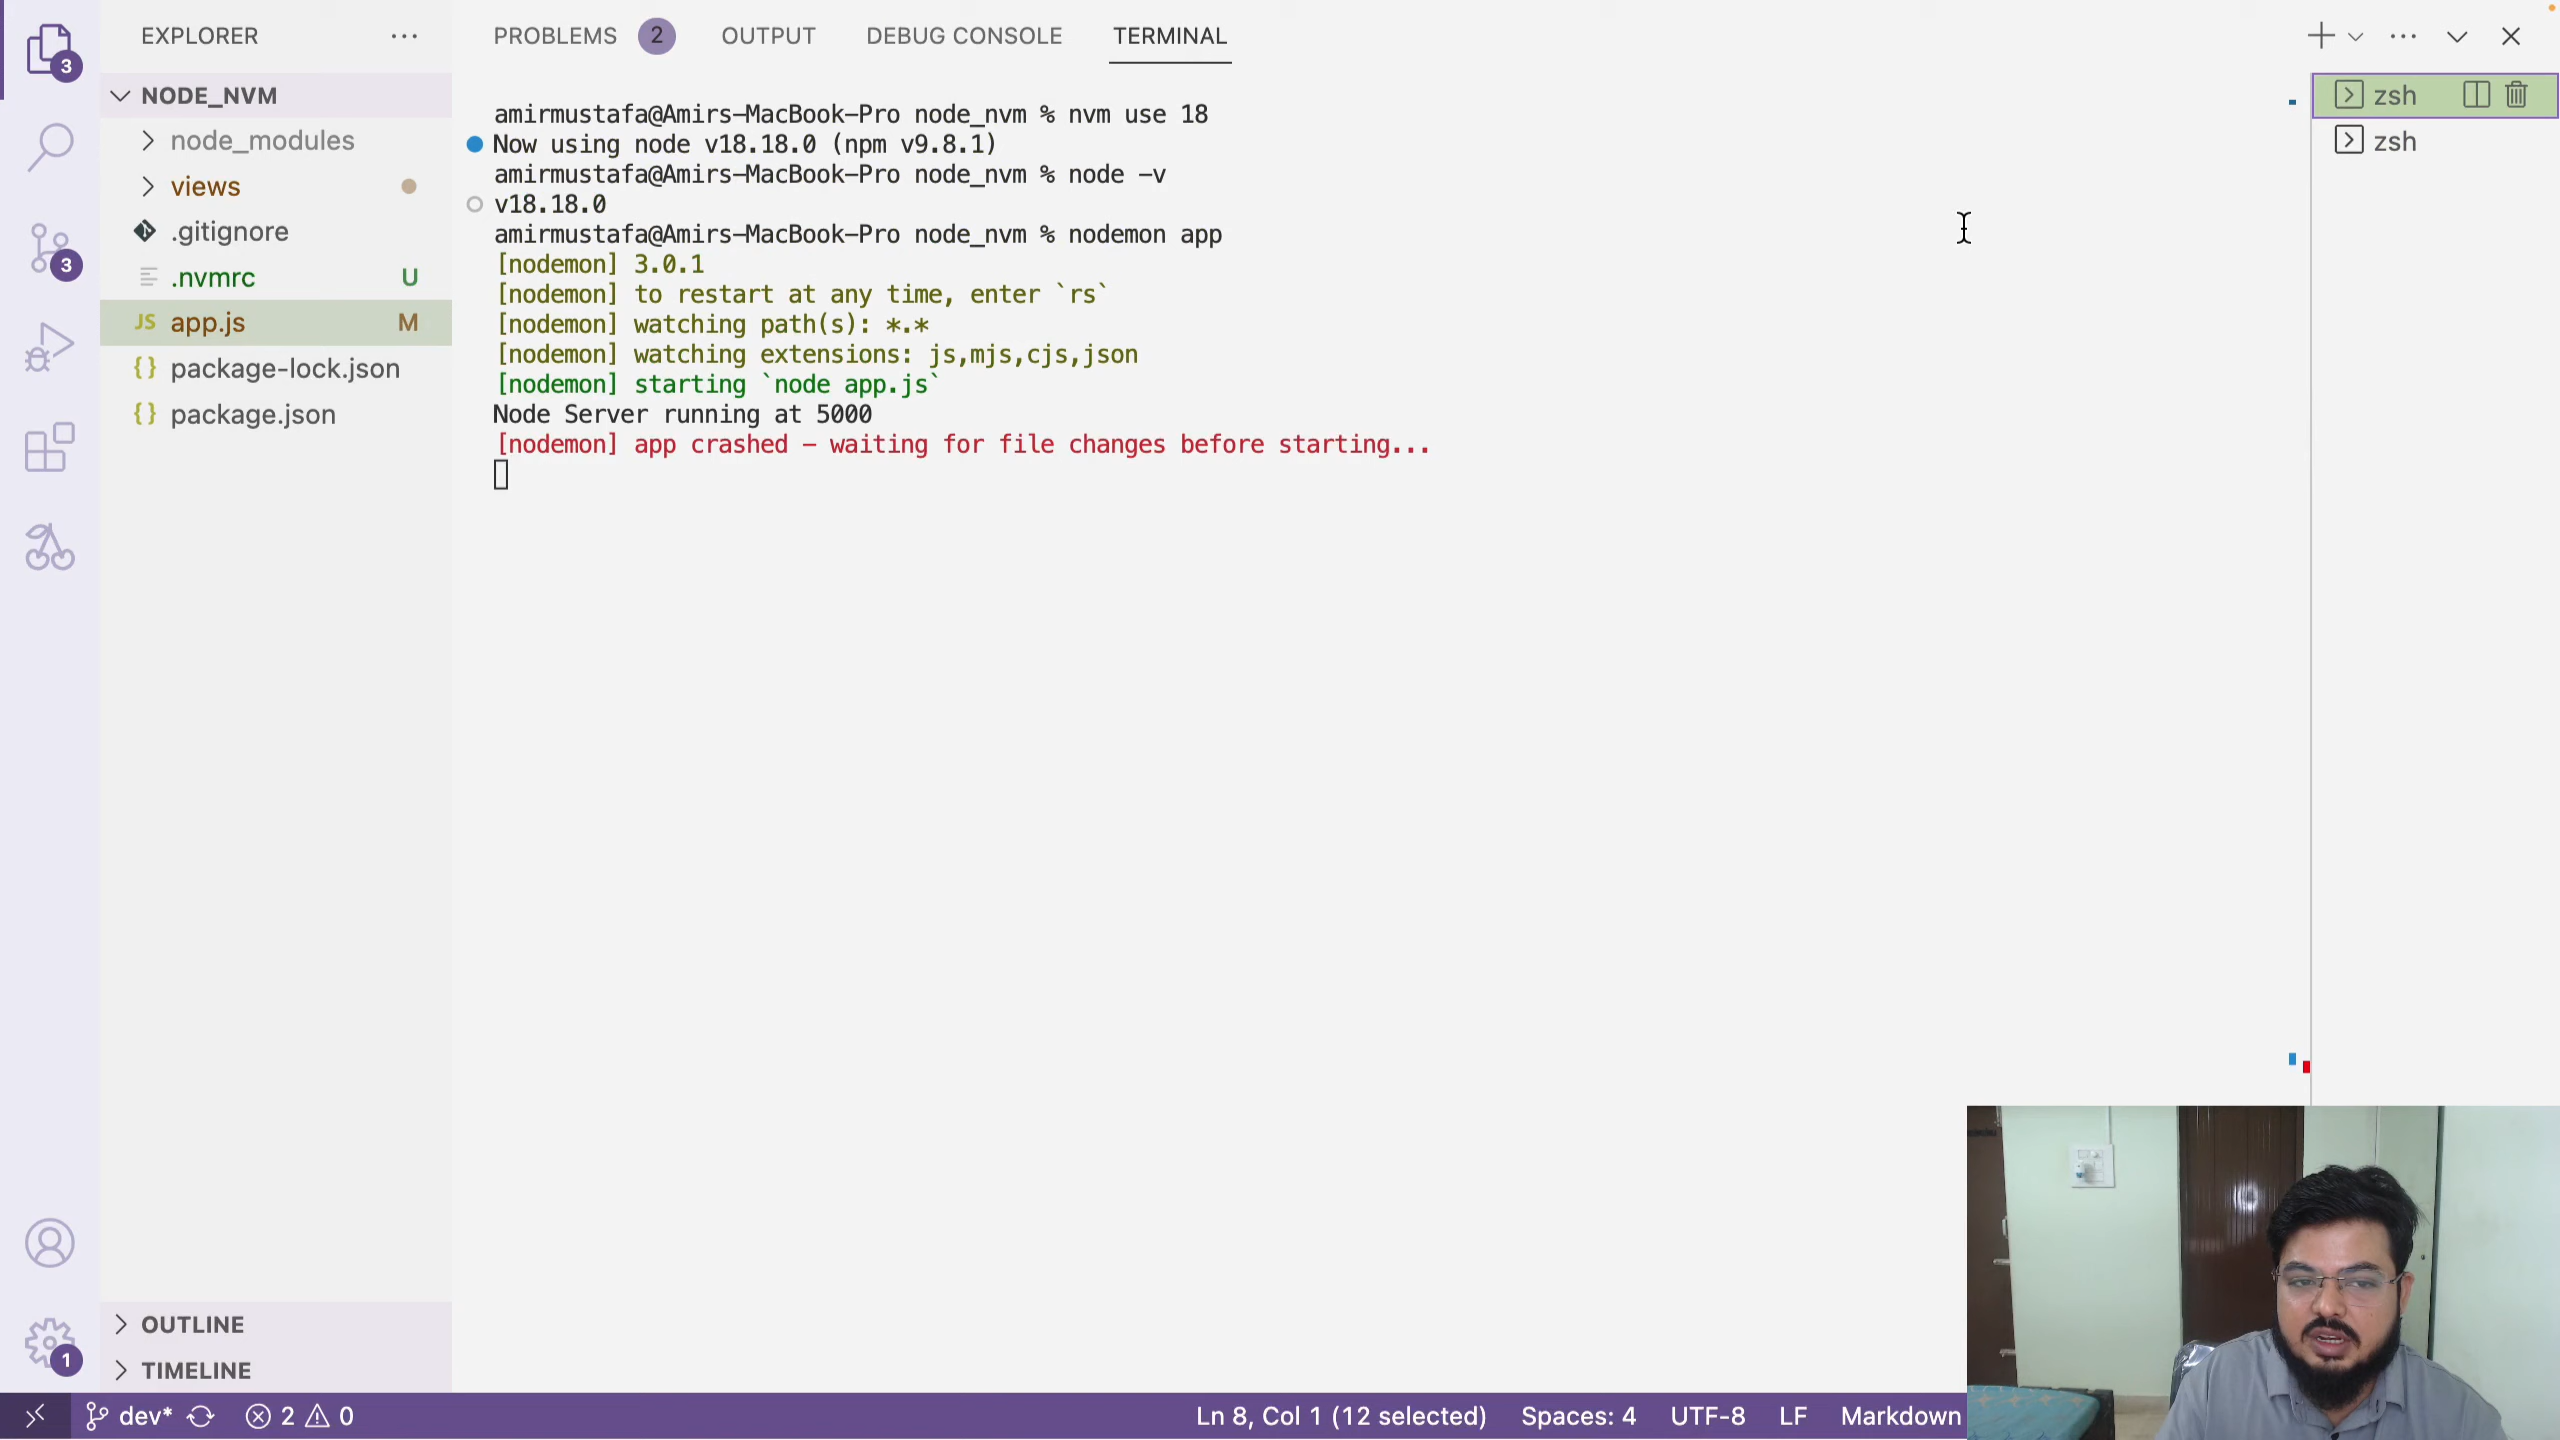 EXPLORER
NODE_NVM
node_modules
views
.gitignore
.nvmrc U
JS app.js M
{} package-lock.json
{} package.json
OUTLINE
TIMELINE
3
3
1
PROBLEMS 2 OUTPUT DEBUG CONSOLE TERMINAL
amirmustafa@Amirs-MacBook-Pro node_nvm % nvm use 18
Now using node v18.18.0 (npm v9.8.1)
amirmustafa@Amirs-MacBook-Pro node_nvm % node -v
v18.18.0
amirmustafa@Amirs-MacBook-Pro node_nvm % nodemon app
[nodemon] 3.0.1
[nodemon] to restart at any time, enter `rs`
[nodemon] watching path(s): *.*
[nodemon] watching extensions: js,mjs,cjs,json
[nodemon] starting `node app.js`
Node Server running at 5000
[nodemon] app crashed - waiting for file changes before starting...
zsh
zsh
dev* 2 0 Ln 8, Col 1 (12 selected) Spaces: 4 UTF-8 LF Markdown